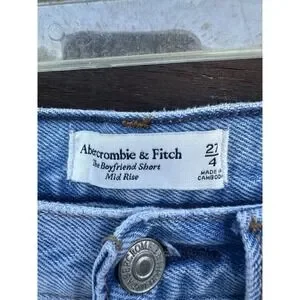 Abercrombie & Fitch
The Boyfriend Short
Mid Rise
27
4
MADE IN
CAMBODIA